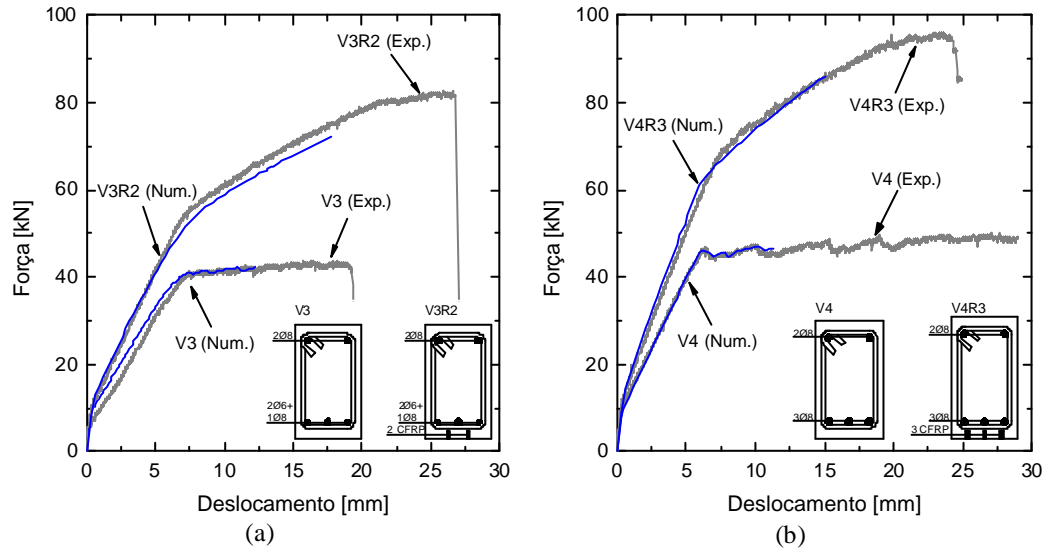 100
80
60
40
20
0
Força [kN]
0 5 10 15 20 25 30
Deslocamento [mm]
V3R2 (Exp.)
V3R2 (Num.)
V3 (Exp.)
V3 (Num.)
V3
2Ø8
2Ø6+
1Ø8
V3R2
2Ø8
2Ø6+
1Ø8
2 CFRP
(a)
100
80
60
40
20
0
Força [kN]
0 5 10 15 20 25 30
Deslocamento [mm]
V4R3 (Exp.)
V4R3 (Num.)
V4 (Exp.)
V4 (Num.)
V4
2Ø8
3Ø8
V4R3
2Ø8
3Ø8
3 CFRP
(b)